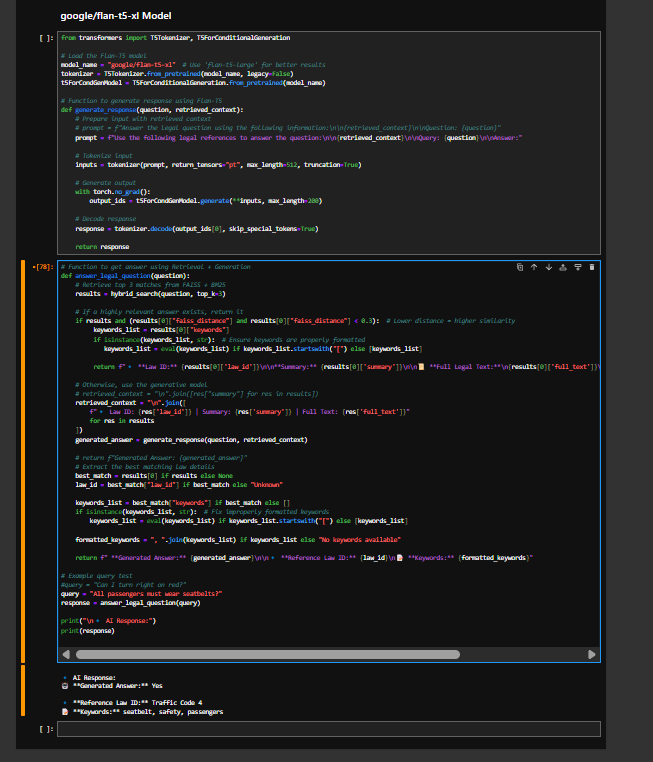 google/flan-t5-xl Model
[ ]:
from transformers import T5Tokenizer, T5ForConditionalGeneration
# Load the Flan-T5 model
model_name = "google/flan-t5-xl" # Use 'flan-t5-large' for better results
tokenizer = T5Tokenizer.from_pretrained(model_name, legacy=False)
t5ForCondGenModel = T5ForConditionalGeneration.from_pretrained(model_name)
# Function to generate response using Flan-T5
def generate_response(question, retrieved_context):
# Prepare input with retrieved context
# prompt = f"Answer the legal question using the following information:\n\n{retrieved_context}\n\nQuestion: {question}"
prompt = f"Use the following legal references to answer the question:\n\n{retrieved_context}\n\nQuery: {question}\n\nAnswer:"
# Tokenize input
inputs = tokenizer(prompt, return_tensors="pt", max_length=512, truncation=True)
# Generate output
with torch.no_grad():
output_ids = t5ForCondGenModel.generate(**inputs, max_length=200)
# Decode response
response = tokenizer.decode(output_ids[0], skip_special_tokens=True)
return response
[78]:
# Function to get answer using Retrieval + Generation
def answer_legal_question(question):
# Retrieve top 3 matches from FAISS + BM25
results = hybrid_search(question, top_k=3)
# If a highly relevant answer exists, return it
if results and (results[0]["faiss_distance"] and results[0]["faiss_distance"] < 0.3): # Lower distance = higher similarity
keywords_list = results[0]["keywords"]
if isinstance(keywords_list, str): # Ensure keywords are properly formatted
keywords_list = eval(keywords_list) if keywords_list.startswith("[") else [keywords_list]
return f"🔹 **Law ID:** {results[0]['law_id']}\n\n**Summary:** {results[0]['summary']}\n\n📜 **Full Legal Text:**\n{results[0]['full_text']}\
# Otherwise, use the generative model
# retrieved_context = "\n".join([res["summary"] for res in results])
retrieved_context = "\n".join([
f"🔹 Law ID: {res['law_id']} | Summary: {res['summary']} | Full Text: {res['full_text']}"
for res in results
])
generated_answer = generate_response(question, retrieved_context)
# return f"Generated Answer: {generated_answer}"
# Extract the best matching law details
best_match = results[0] if results else None
law_id = best_match["law_id"] if best_match else "Unknown"
keywords_list = best_match["keywords"] if best_match else []
if isinstance(keywords_list, str): # Fix improperly formatted keywords
keywords_list = eval(keywords_list) if keywords_list.startswith("[") else [keywords_list]
formatted_keywords = ", ".join(keywords_list) if keywords_list else "No keywords available"
return f" **Generated Answer:** {generated_answer}\n\n🔹 **Reference Law ID:** {law_id}\n📑 **Keywords:** {formatted_keywords}"
# Example query test
#query = "Can I turn right on red?"
query = "All passengers must wear seatbelts?"
response = answer_legal_question(query)
print("\n🔹 AI Response:")
print(response)
🔹 AI Response:
🤖 **Generated Answer:** Yes
🔹 **Reference Law ID:** Traffic Code 4
📑 **Keywords:** seatbelt, safety, passengers
[ ]: